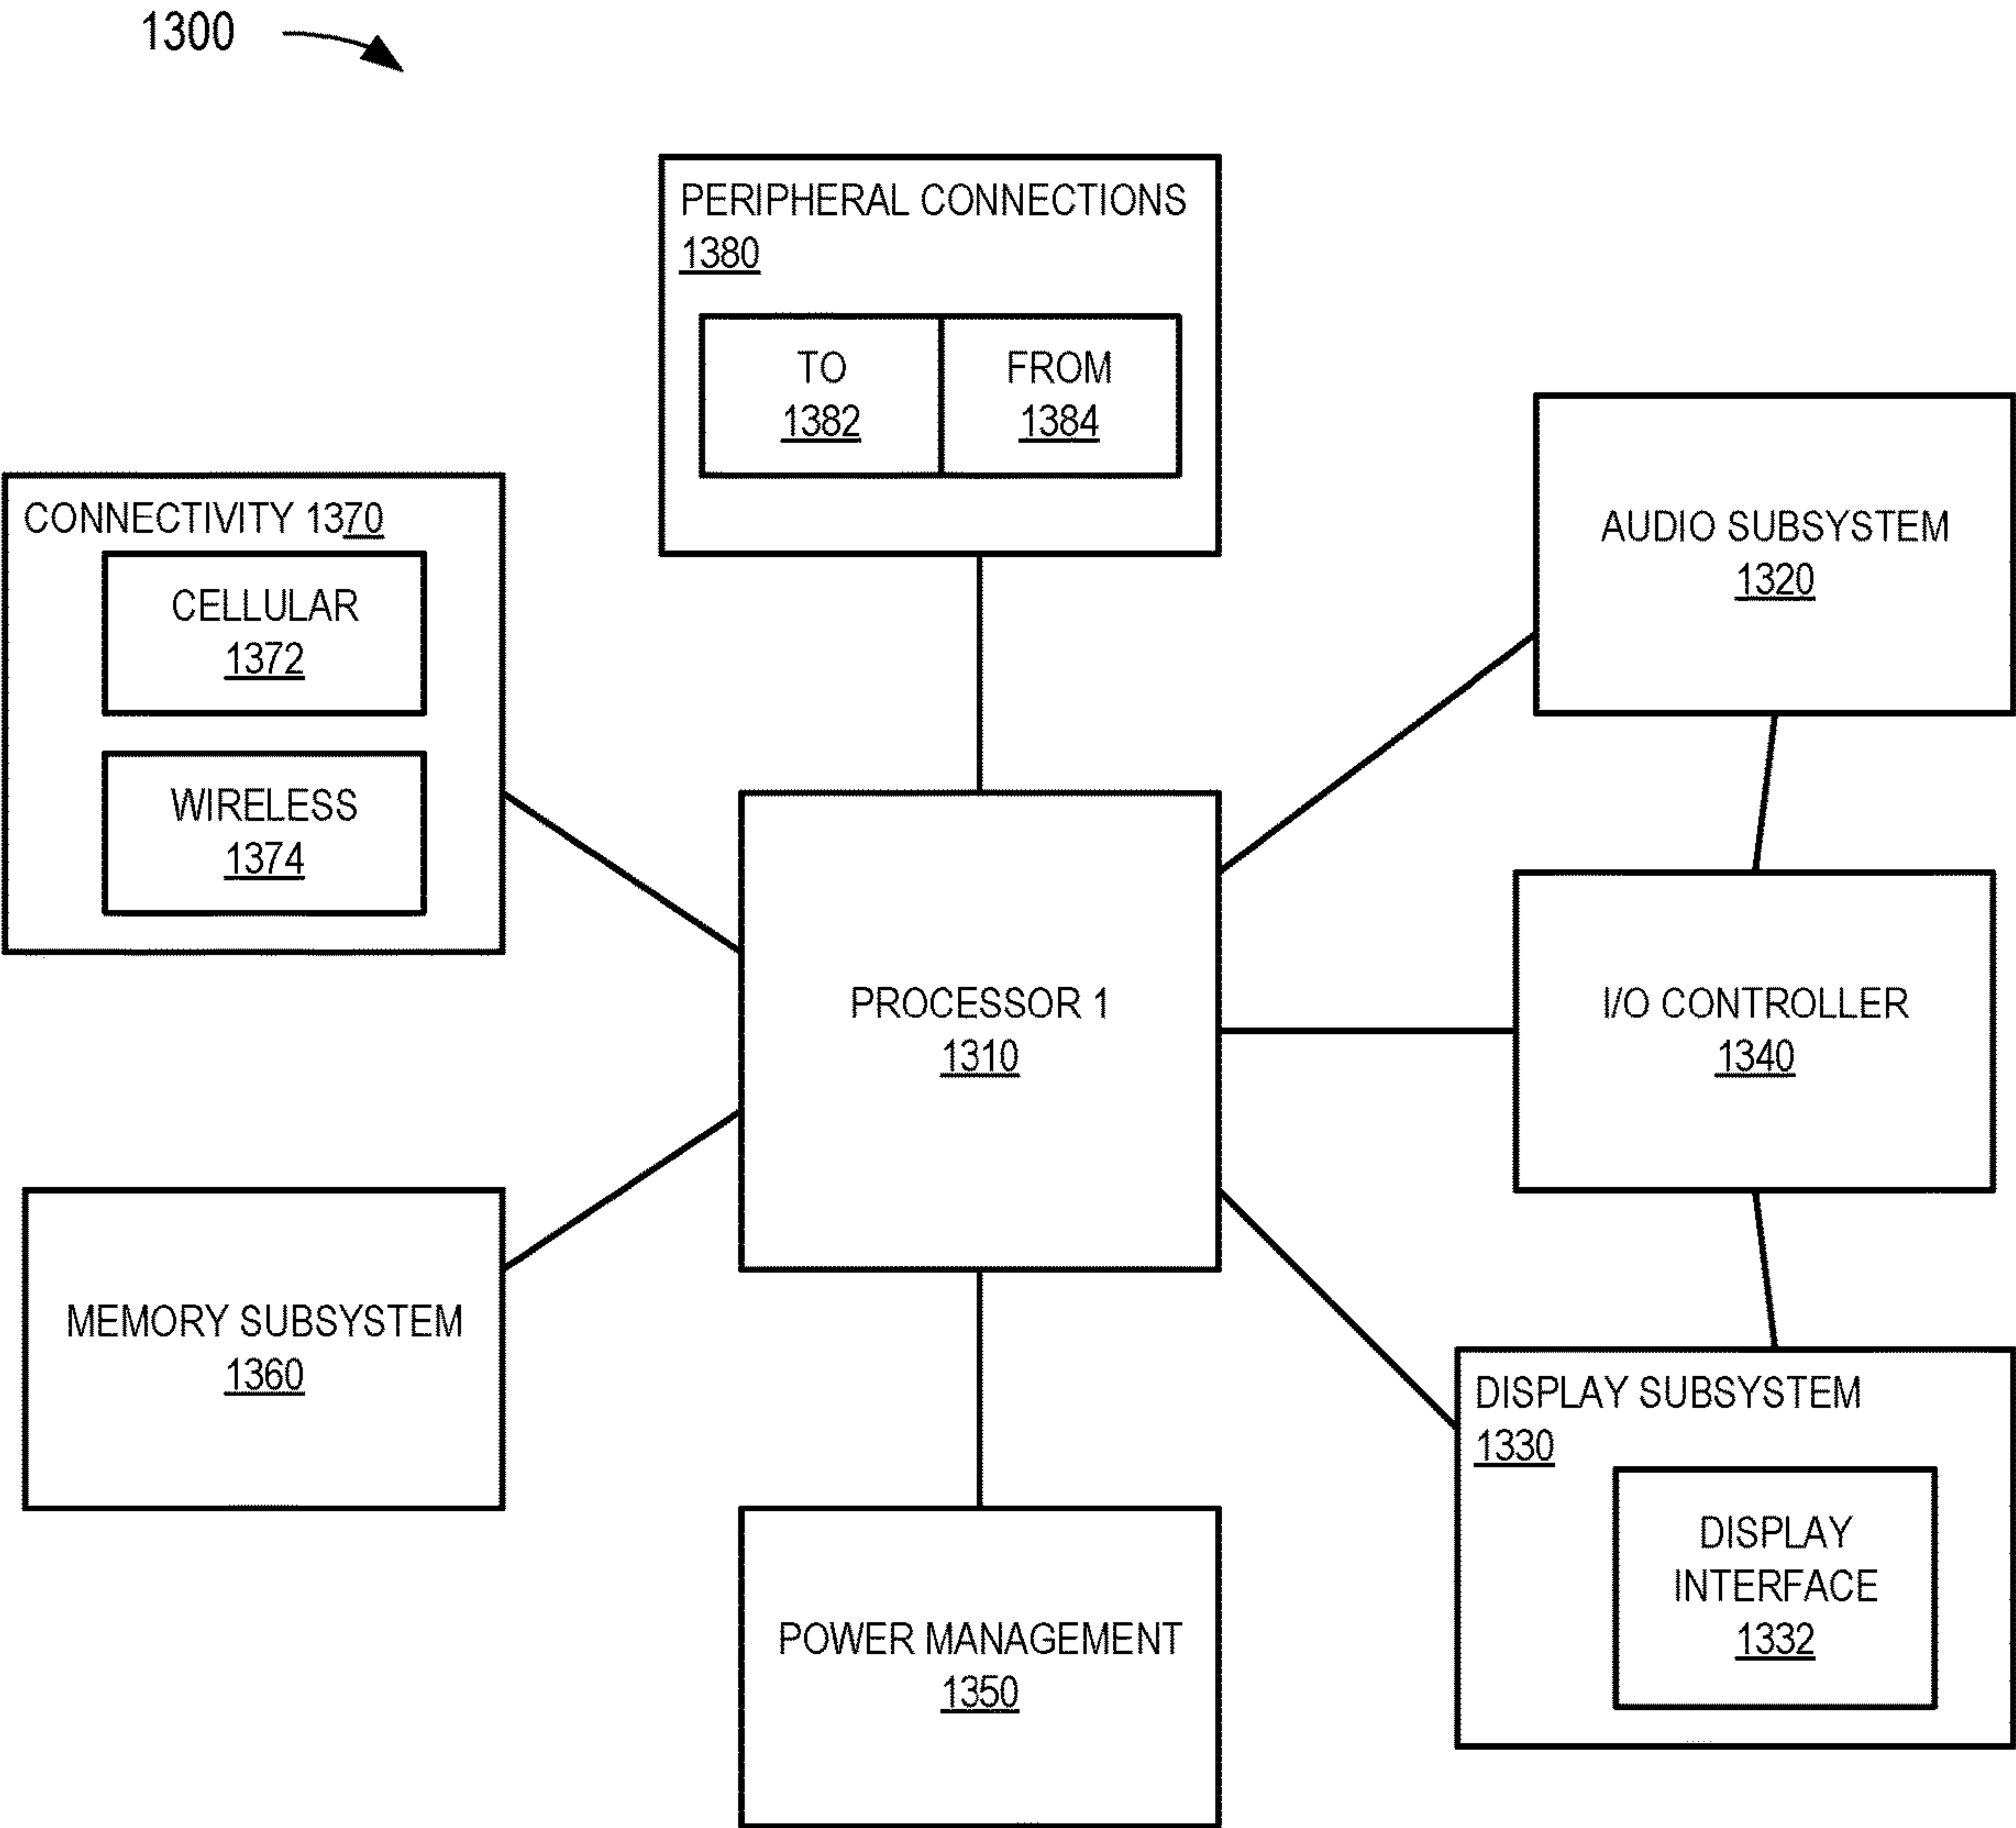 1300
PERIPHERAL CONNECTIONS
1380
TO
1382
FROM
1384
CONNECTIVITY 1370
CELLULAR
1372
WIRELESS
1374
AUDIO SUBSYSTEM
1320
PROCESSOR 1
1310
I/O CONTROLLER
1340
MEMORY SUBSYSTEM
1360
DISPLAY SUBSYSTEM
1330
DISPLAY
INTERFACE
1332
POWER MANAGEMENT
1350